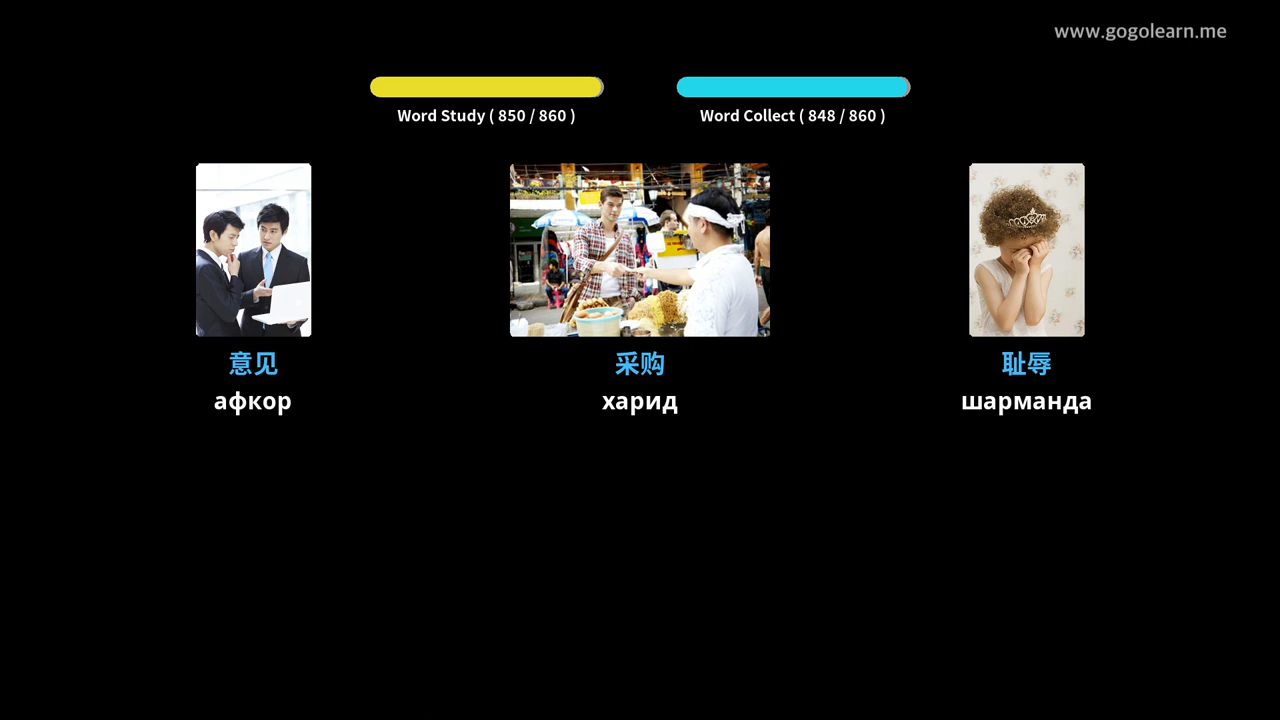 www.gogolearn.me
Word Study ( 850 / 860 )
Word Collect ( 848 / 860 )
意见
采购
耻辱
афкор
харид
шарманда